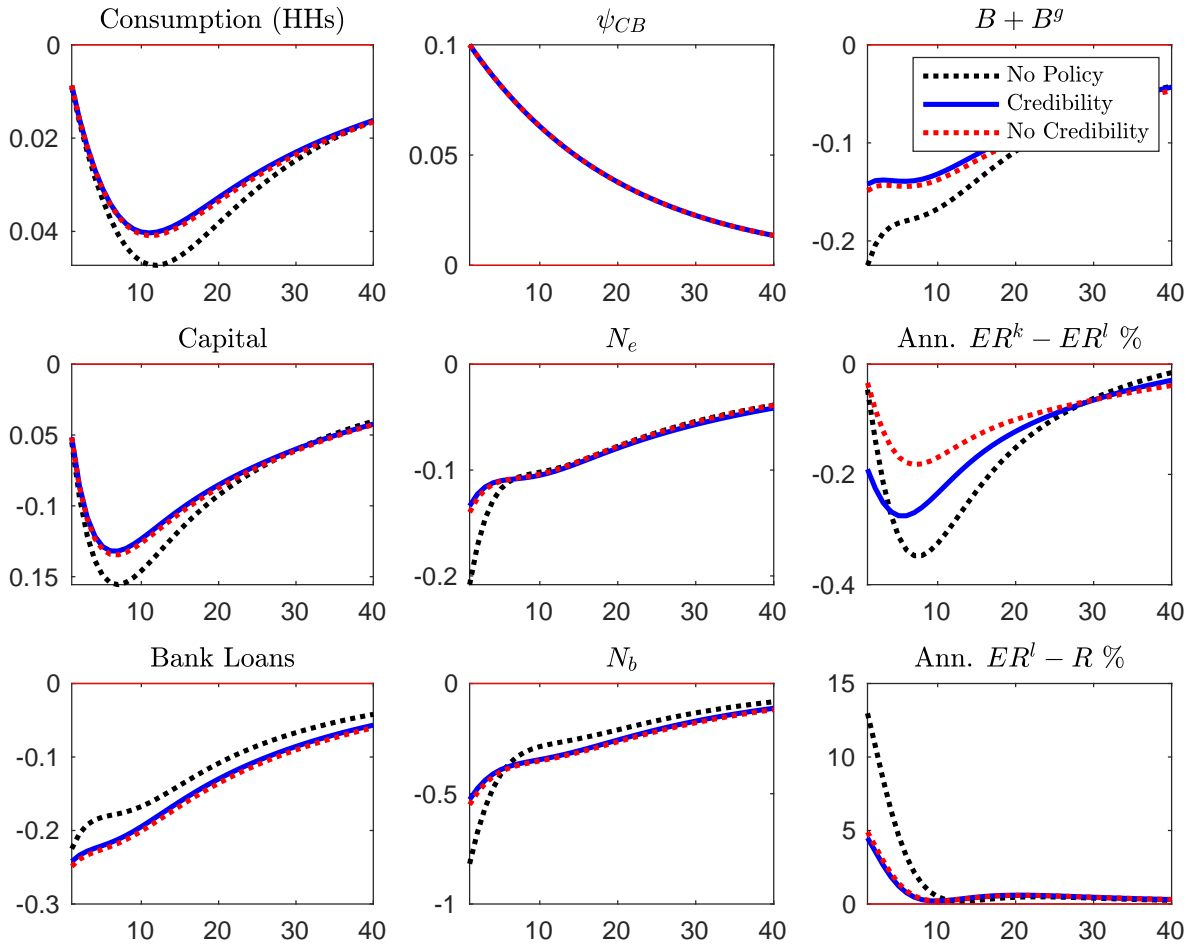 Consumption (HHs)
0
0.02
0.04
10 20 30 40
ψ_CB
0.1
0.05
0
10 20 30 40
B + B^g
0
-0.1
-0.2
10 20 30 40
No Policy
Credibility
No Credibility
Capital
0
0.05
-0.1
0.15
10 20 30 40
N_e
0
-0.1
-0.2
10 20 30 40
Ann. ER^k − ER^l %
0
-0.2
-0.4
10 20 30 40
Bank Loans
0
-0.1
-0.2
-0.3
10 20 30 40
N_b
0
-0.5
-1
10 20 30 40
Ann. ER^l − R %
15
10
5
0
10 20 30 40